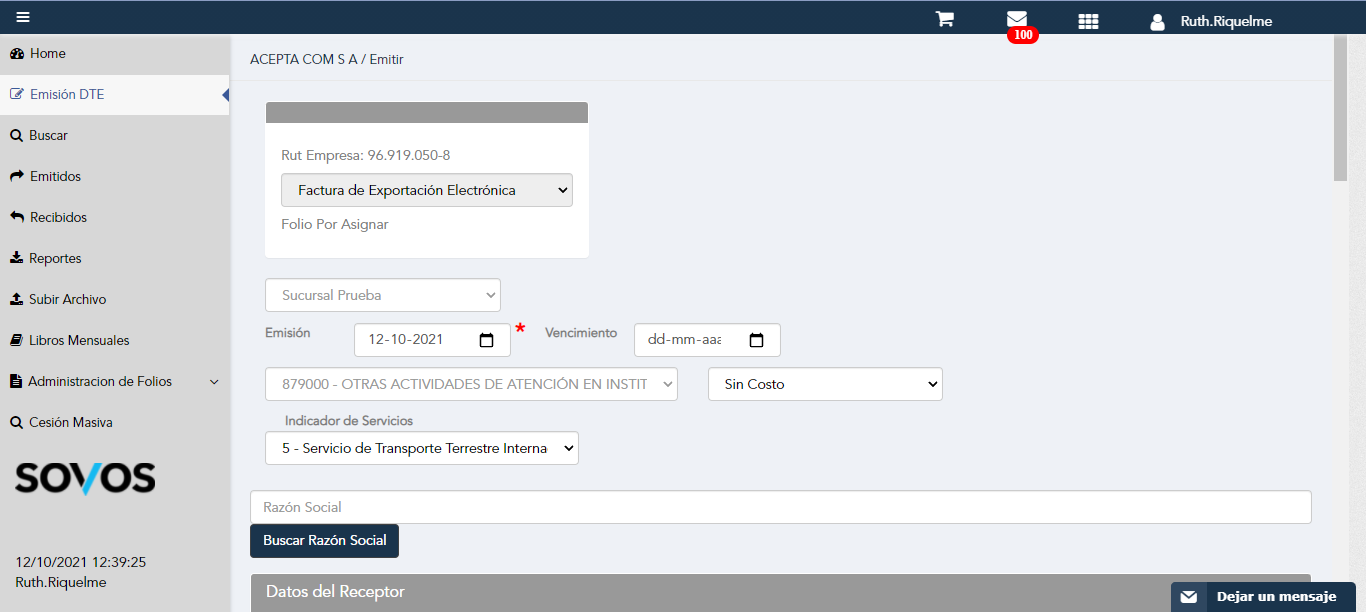 100
Ruth.Riquelme
Home
Emisión DTE
Buscar
Emitidos
Recibidos
Reportes
Subir Archivo
Libros Mensuales
Administracion de Folios
Cesión Masiva
SOVOS
12/10/2021 12:39:25
Ruth.Riquelme
ACEPTA COM S A / Emitir
Rut Empresa: 96.919.050-8
Factura de Exportación Electrónica
Folio Por Asignar
Sucursal Prueba
Emisión 12-10-2021 * Vencimiento dd-mm-aaa
879000 - OTRAS ACTIVIDADES DE ATENCIÓN EN INSTIT Sin Costo
Indicador de Servicios
5 - Servicio de Transporte Terrestre Interna
Razón Social
Buscar Razón Social
Datos del Receptor
Dejar un mensaje